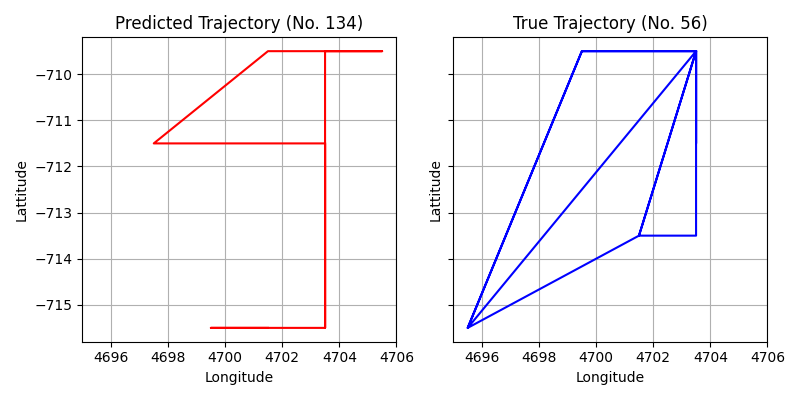 Predicted Trajectory (No. 134)
True Trajectory (No. 56)
Lattitude
−710
−711
−712
−713
−714
−715
4696 4698 4700 4702 4704 4706
Longitude
Lattitude
4696 4698 4700 4702 4704 4706
Longitude